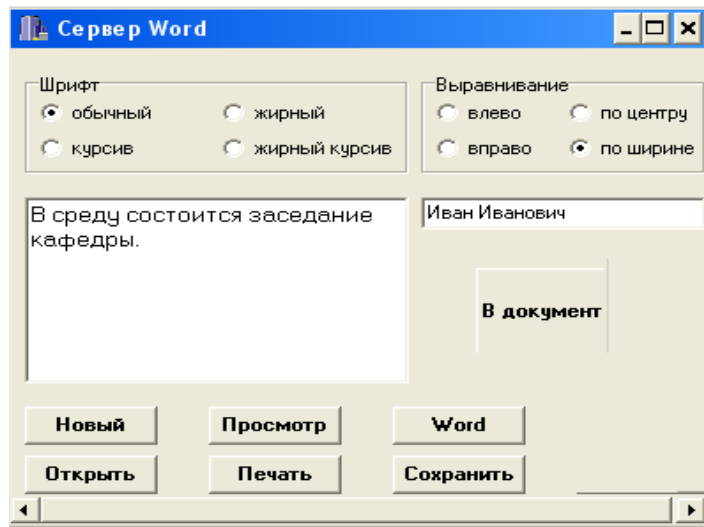 Сервер Word
Шрифт
Выравнивание
обычный
жирный
влево
по центру
курсив
жирный курсив
вправо
по ширине
В среду состоится заседание
кафедры.
Иван Иванович
В документ
Новый
Просмотр
Word
Открыть
Печать
Сохранить